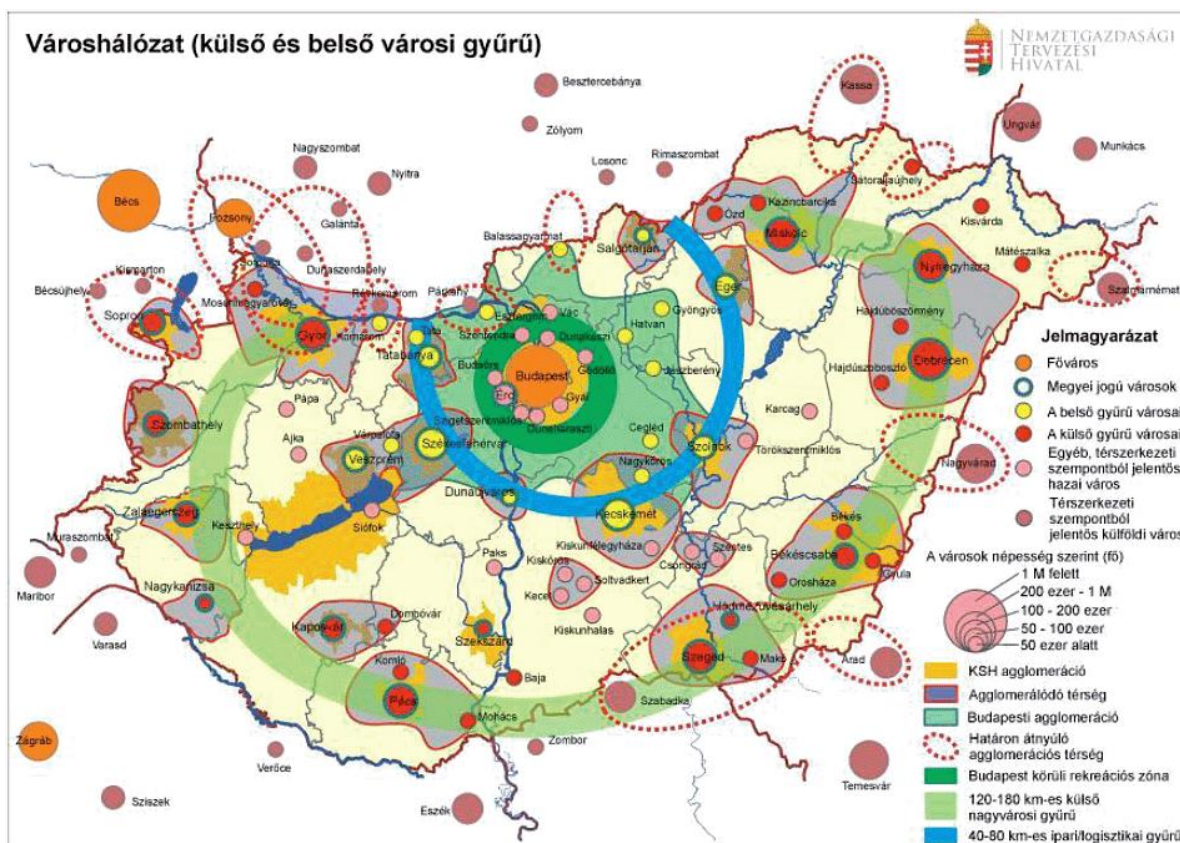 Városhálózat (külső és belső városi gyűrű)
NEMZETGAZDASÁGI
TERVEZÉSI
HIVATAL
Besztercebánya
Kassa
Ungvár
Zólyom
Munkács
Nagyszombat
Nyitra
Losonc
Rimaszombat
Sátoraljaújhely
Bécs
Pozsony
Galánta
Ózd
Kazincbarcika
Kisvárda
Balassagyarmat
Salgótarján
Miskolc
Mátészalka
Kismarton
Somorja
Dunaszerdahely
Bécsújhely
Mosonmagyaróvár
Révkomárom
Párkány
Eger
Nyíregyháza
Szatmárnémeti
Sopron
Győr
Komárom
Esztergom
Vác
Gyöngyös
Hajdúböszörmény
Tata
Szentendre
Dunakeszi
Hatvan
Tatabánya
Budaörs
Budapest
Gödöllő
Jászberény
Debrecen
Hajdúszoboszló
Pápa
Érd
Gyál
Szombathely
Ajka
Várpalota
Szigetszentmiklós
Dunaharaszti
Cegléd
Karcag
Veszprém
Székesfehérvár
Szolnok
Törökszentmiklós
Nagyvárad
Nagykőrös
Dunaújváros
Zalaegerszeg
Keszthely
Siófok
Kecskemét
Békés
Muraszombat
Paks
Kiskunfélegyháza
Szentes
Csongrád
Békéscsaba
Kiskőrös
Gyula
Maribor
Nagykanizsa
Soltvadkert
Orosháza
Kecel
Dombóvár
Hódmezővásárhely
Varasd
Kaposvár
Szekszárd
Kiskunhalas
Komló
Szeged
Makó
Arad
Baja
Pécs
Szabadka
Mohács
Zágráb
Zombor
Verőce
Temesvár
Sziszek
Eszék
Jelmagyarázat
Főváros
Megyei jogú városok
A belső gyűrű városai
A külső gyűrű városai
Egyéb, térszerkezeti
szempontból jelentős
hazai város
Térszerkezeti
szempontból
jelentős külföldi város
A városok népesség szerint (fő)
1 M felett
200 ezer - 1 M
100 - 200 ezer
50 - 100 ezer
50 ezer alatt
KSH agglomeráció
Agglomerálódó térség
Budapesti agglomeráció
Határon átnyúló
agglomerációs térség
Budapest körüli rekreációs zóna
120-180 km-es külső
nagyvárosi gyűrű
40-80 km-es ipari/logisztikai gyűrű